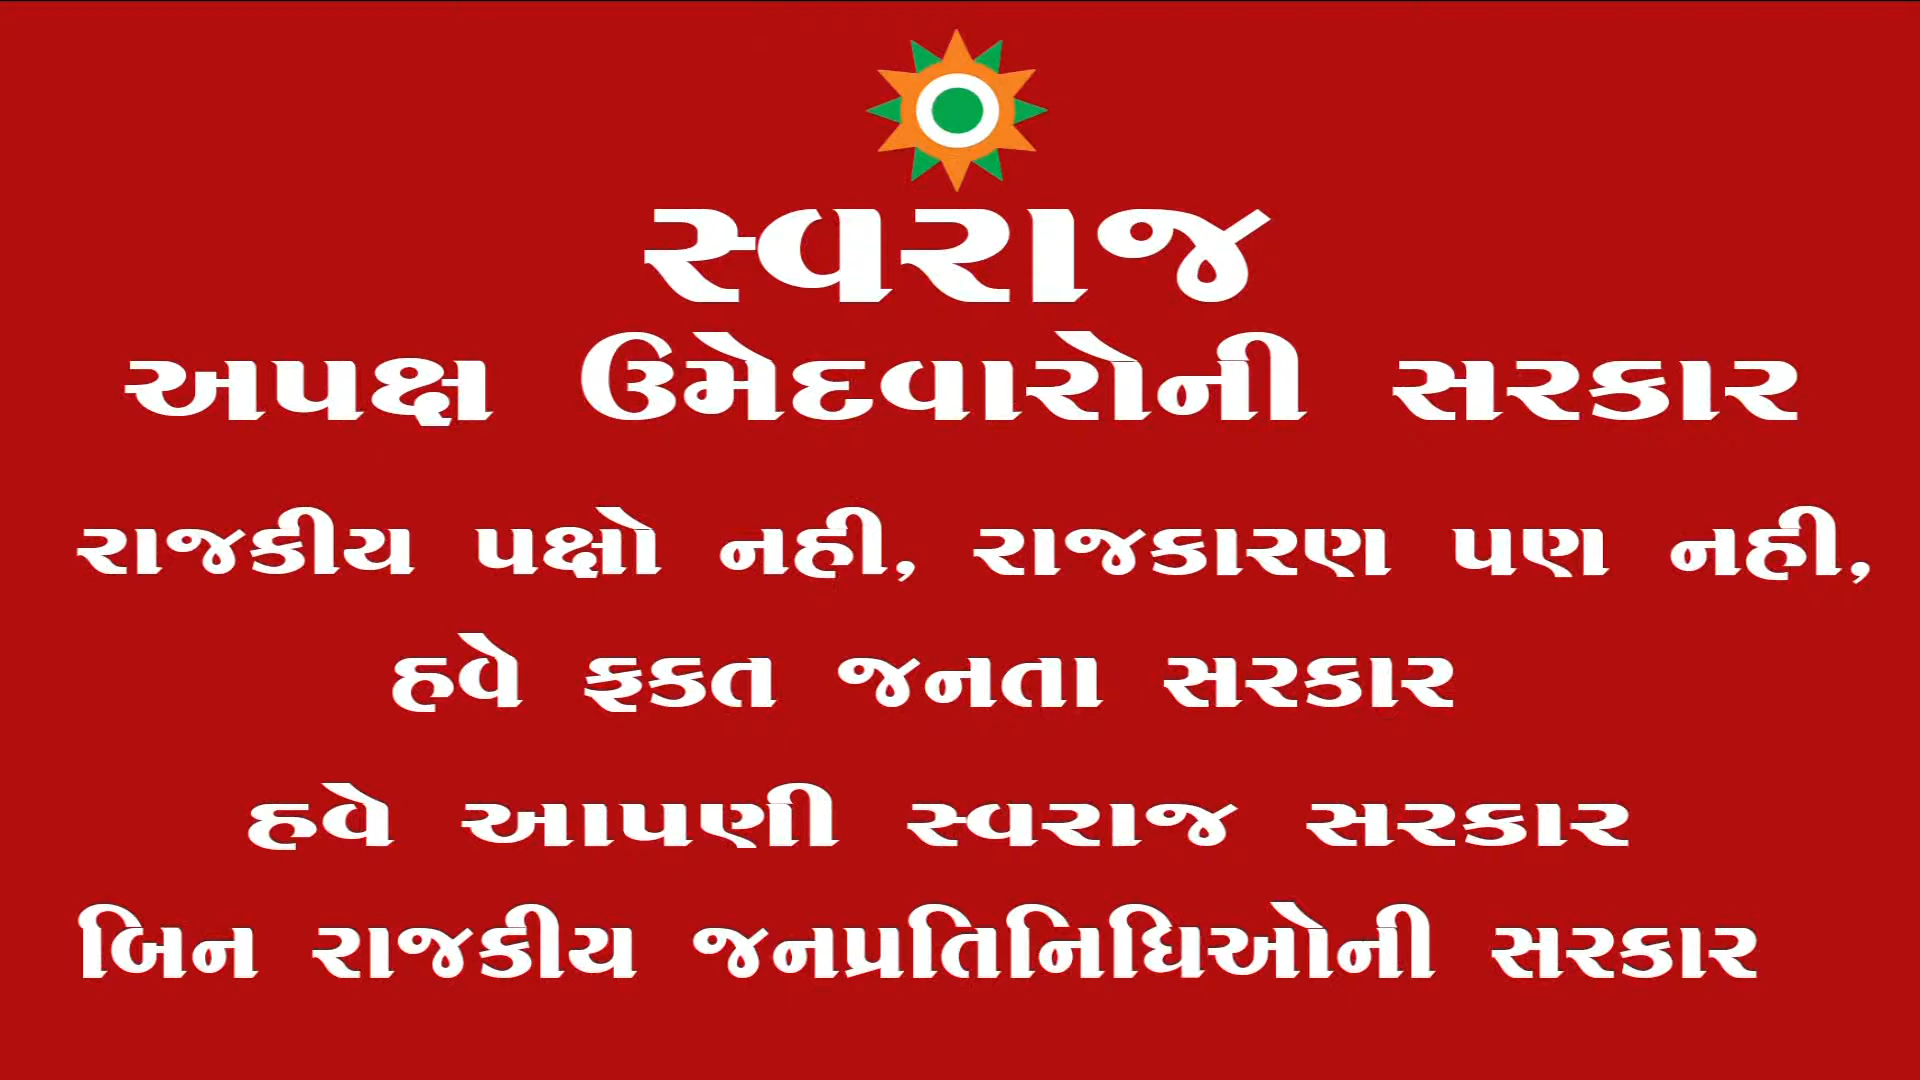 સ્વરાજ
અપક્ષ ઉમેદવારોની સરકાર
રાજકીય પક્ષો નહી, રાજકારણ પણ નહી,
હવે ફકત જનતા સરકાર
હવે આપણી સ્વરાજ સરકાર
બિન રાજકીય જનપ્રતિનિધિઓની સરકાર